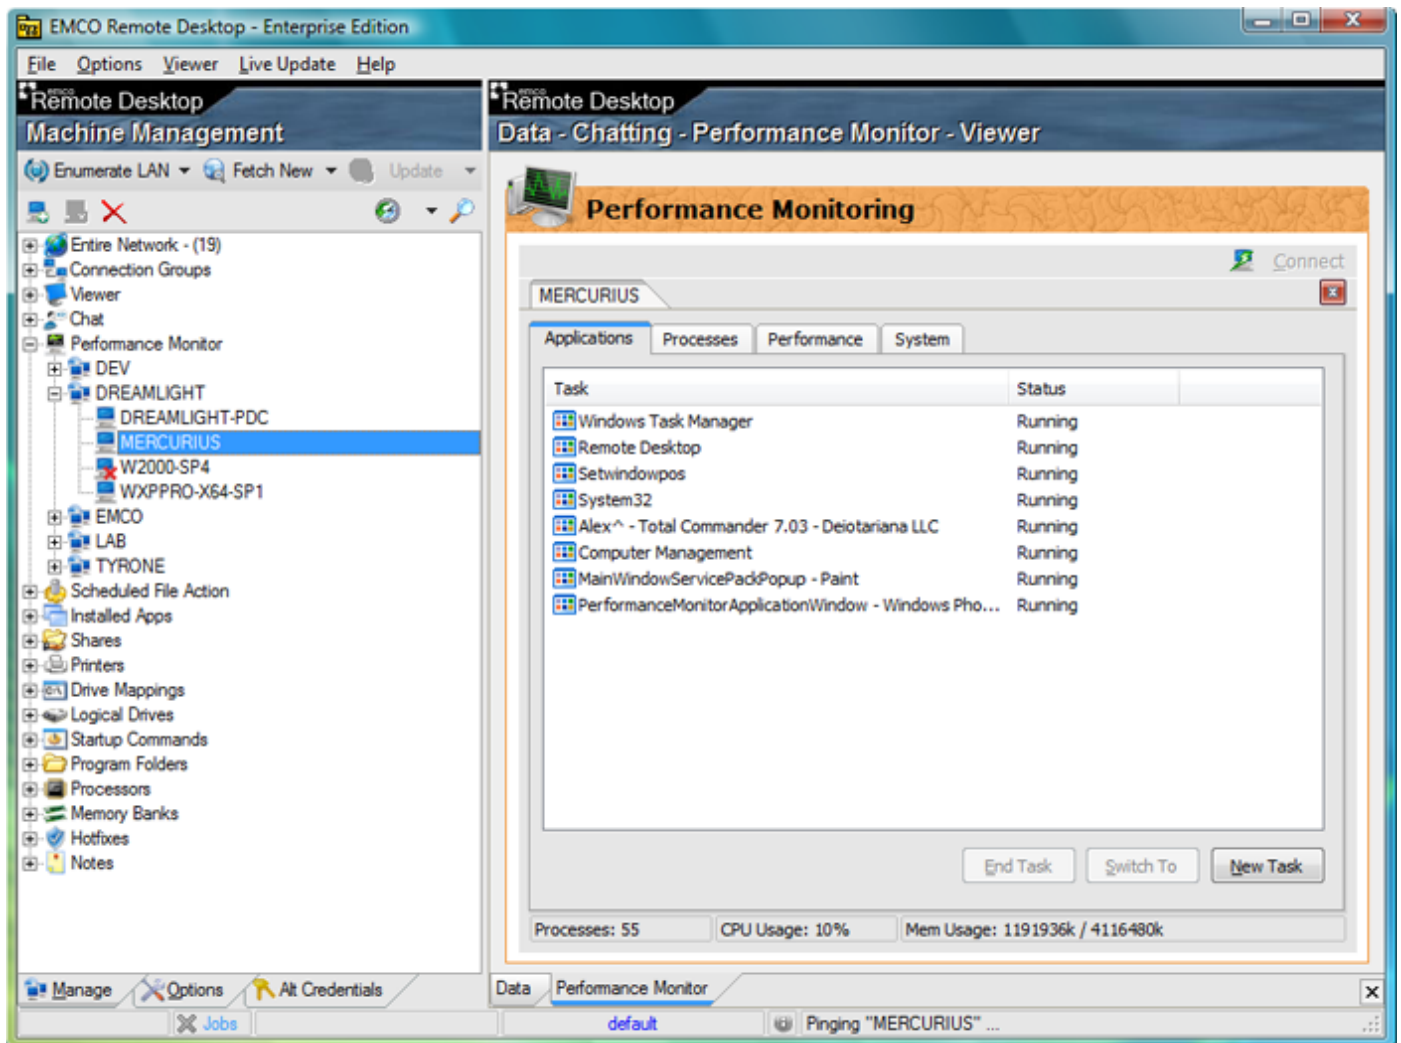 EMCO Remote Desktop - Enterprise Edition
File Options Viewer Live Update Help
emco
Remote Desktop
Machine Management
Enumerate LAN Fetch New Update
Entire Network - (19)
Connection Groups
Viewer
Chat
Performance Monitor
DEV
DREAMLIGHT
DREAMLIGHT-PDC
MERCURIUS
W2000-SP4
WXPPRO-X64-SP1
EMCO
LAB
TYRONE
Scheduled File Action
Installed Apps
Shares
Printers
Drive Mappings
Logical Drives
Startup Commands
Program Folders
Processors
Memory Banks
Hotfixes
Notes
Manage Options Alt Credentials
emco
Remote Desktop
Data - Chatting - Performance Monitor - Viewer
Performance Monitoring
Connect
MERCURIUS
Applications Processes Performance System
Task Status
Windows Task Manager Running
Remote Desktop Running
Setwindowpos Running
System32 Running
Alex^ - Total Commander 7.03 - Deiotariana LLC Running
Computer Management Running
MainWindowServicePackPopup - Paint Running
PerformanceMonitorApplicationWindow - Windows Pho... Running
End Task Switch To New Task
Processes: 55 CPU Usage: 10% Mem Usage: 1191936k / 4116480k
Data Performance Monitor
Jobs default Pinging "MERCURIUS" ...